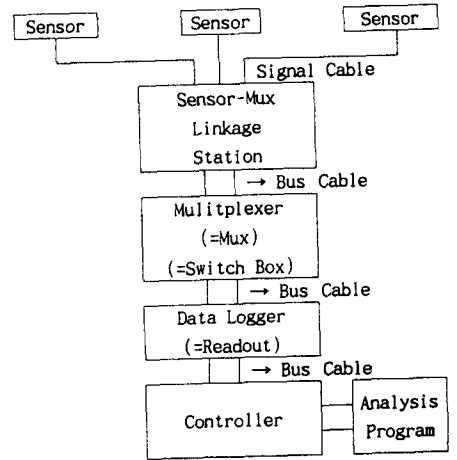 Sensor
Sensor
Sensor
Signal Cable
Sensor-Mux
Linkage
Station
→ Bus Cable
Mulitplexer
(=Mux)
(=Switch Box)
→ Bus Cable
Data Logger
(=Readout)
→ Bus Cable
Controller
Analysis
Program